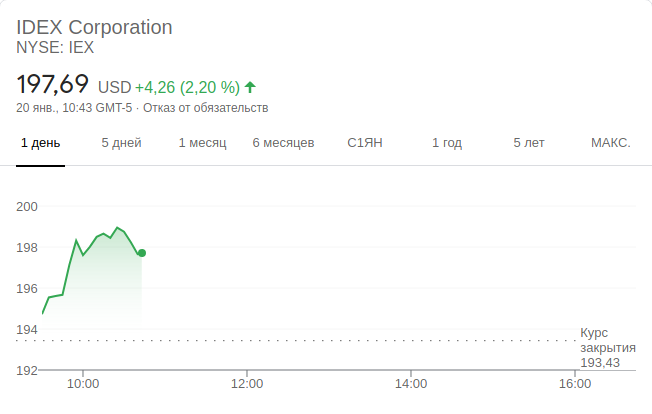 IDEX Corporation
NYSE: IEX
197,69 USD +4,26 (2,20 %)
20 янв., 10:43 GMT-5 · Отказ от обязательств
1 день 5 дней 1 месяц 6 месяцев С1ЯН 1 год 5 лет МАКС.
200
198
196
194
Курс
закрытия
193,43
192
10:00 12:00 14:00 16:00